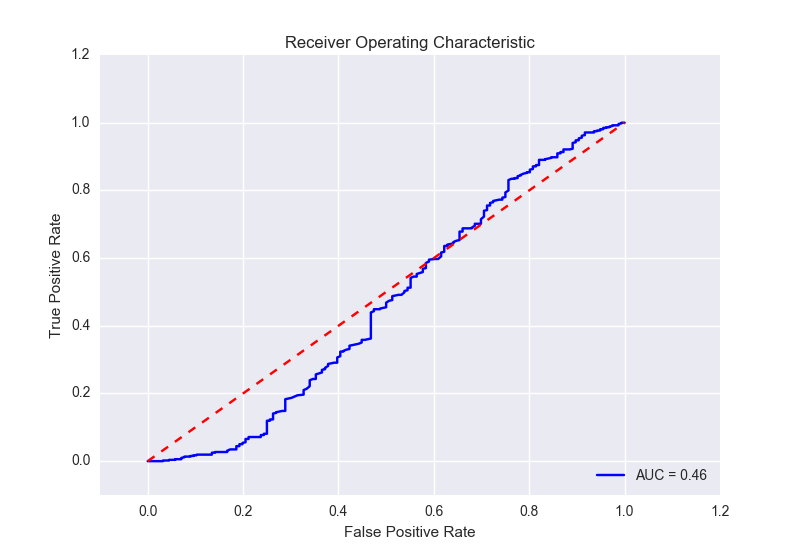 Receiver Operating Characteristic
1.2
1.0
0.8
0.6
0.4
0.2
0.0
True Positive Rate
AUC = 0.46
0.0 0.2 0.4 0.6 0.8 1.0 1.2
False Positive Rate